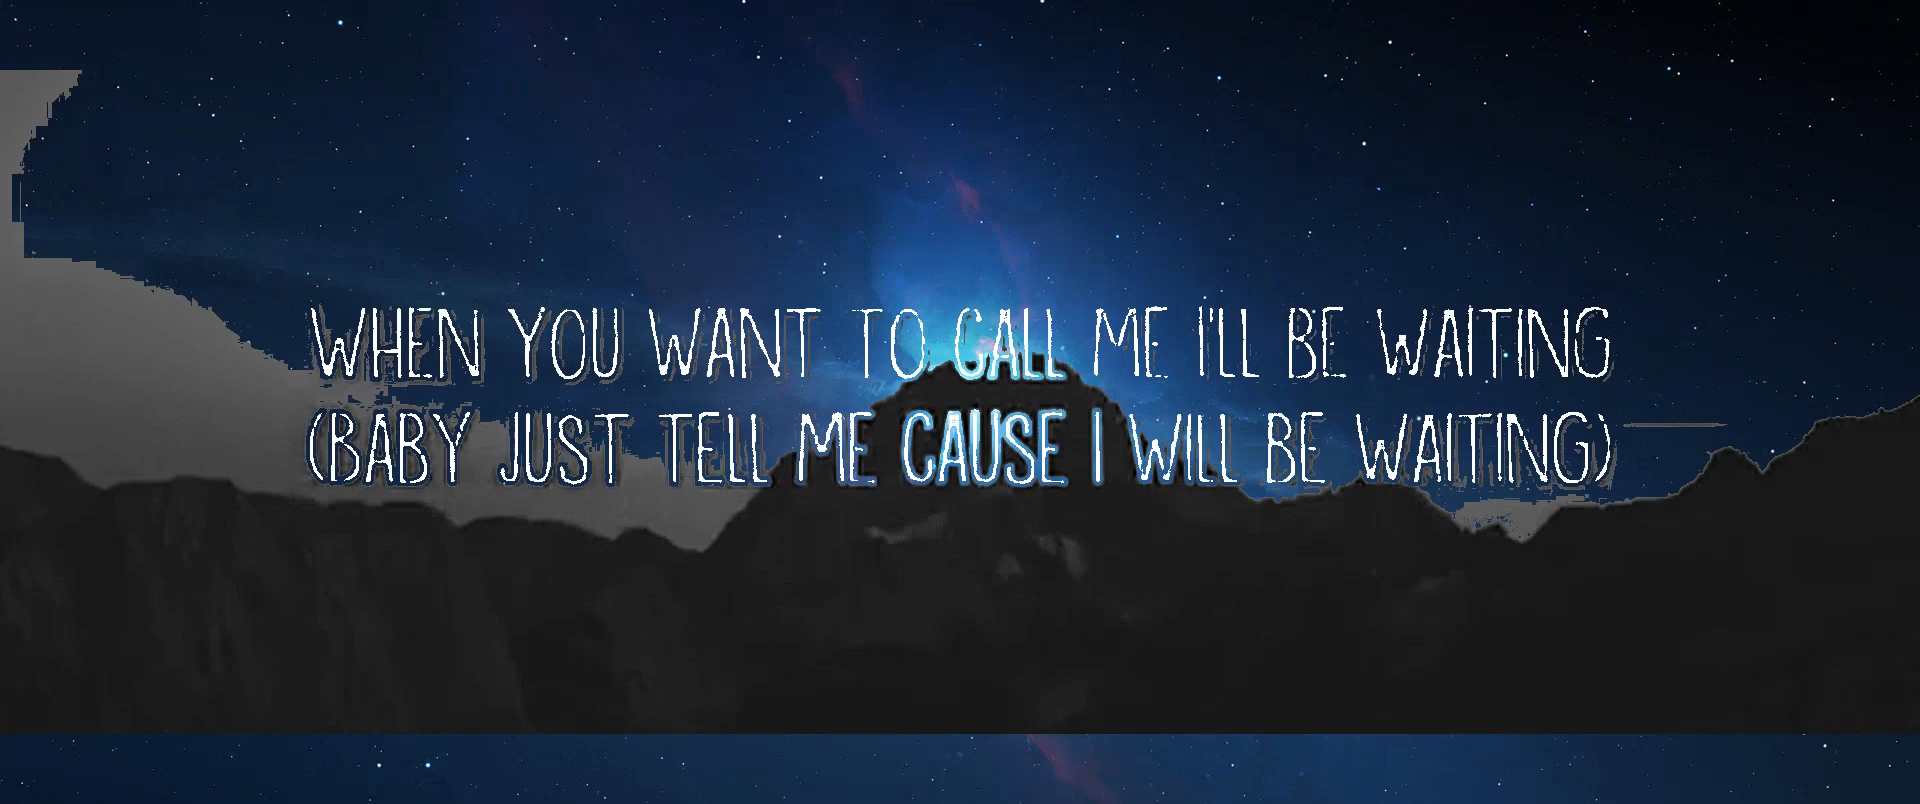 WHEN YOU WANT TO CALL ME I'LL BE WAITING
(BABY JUST TELL ME CAUSE I WILL BE WAITING)